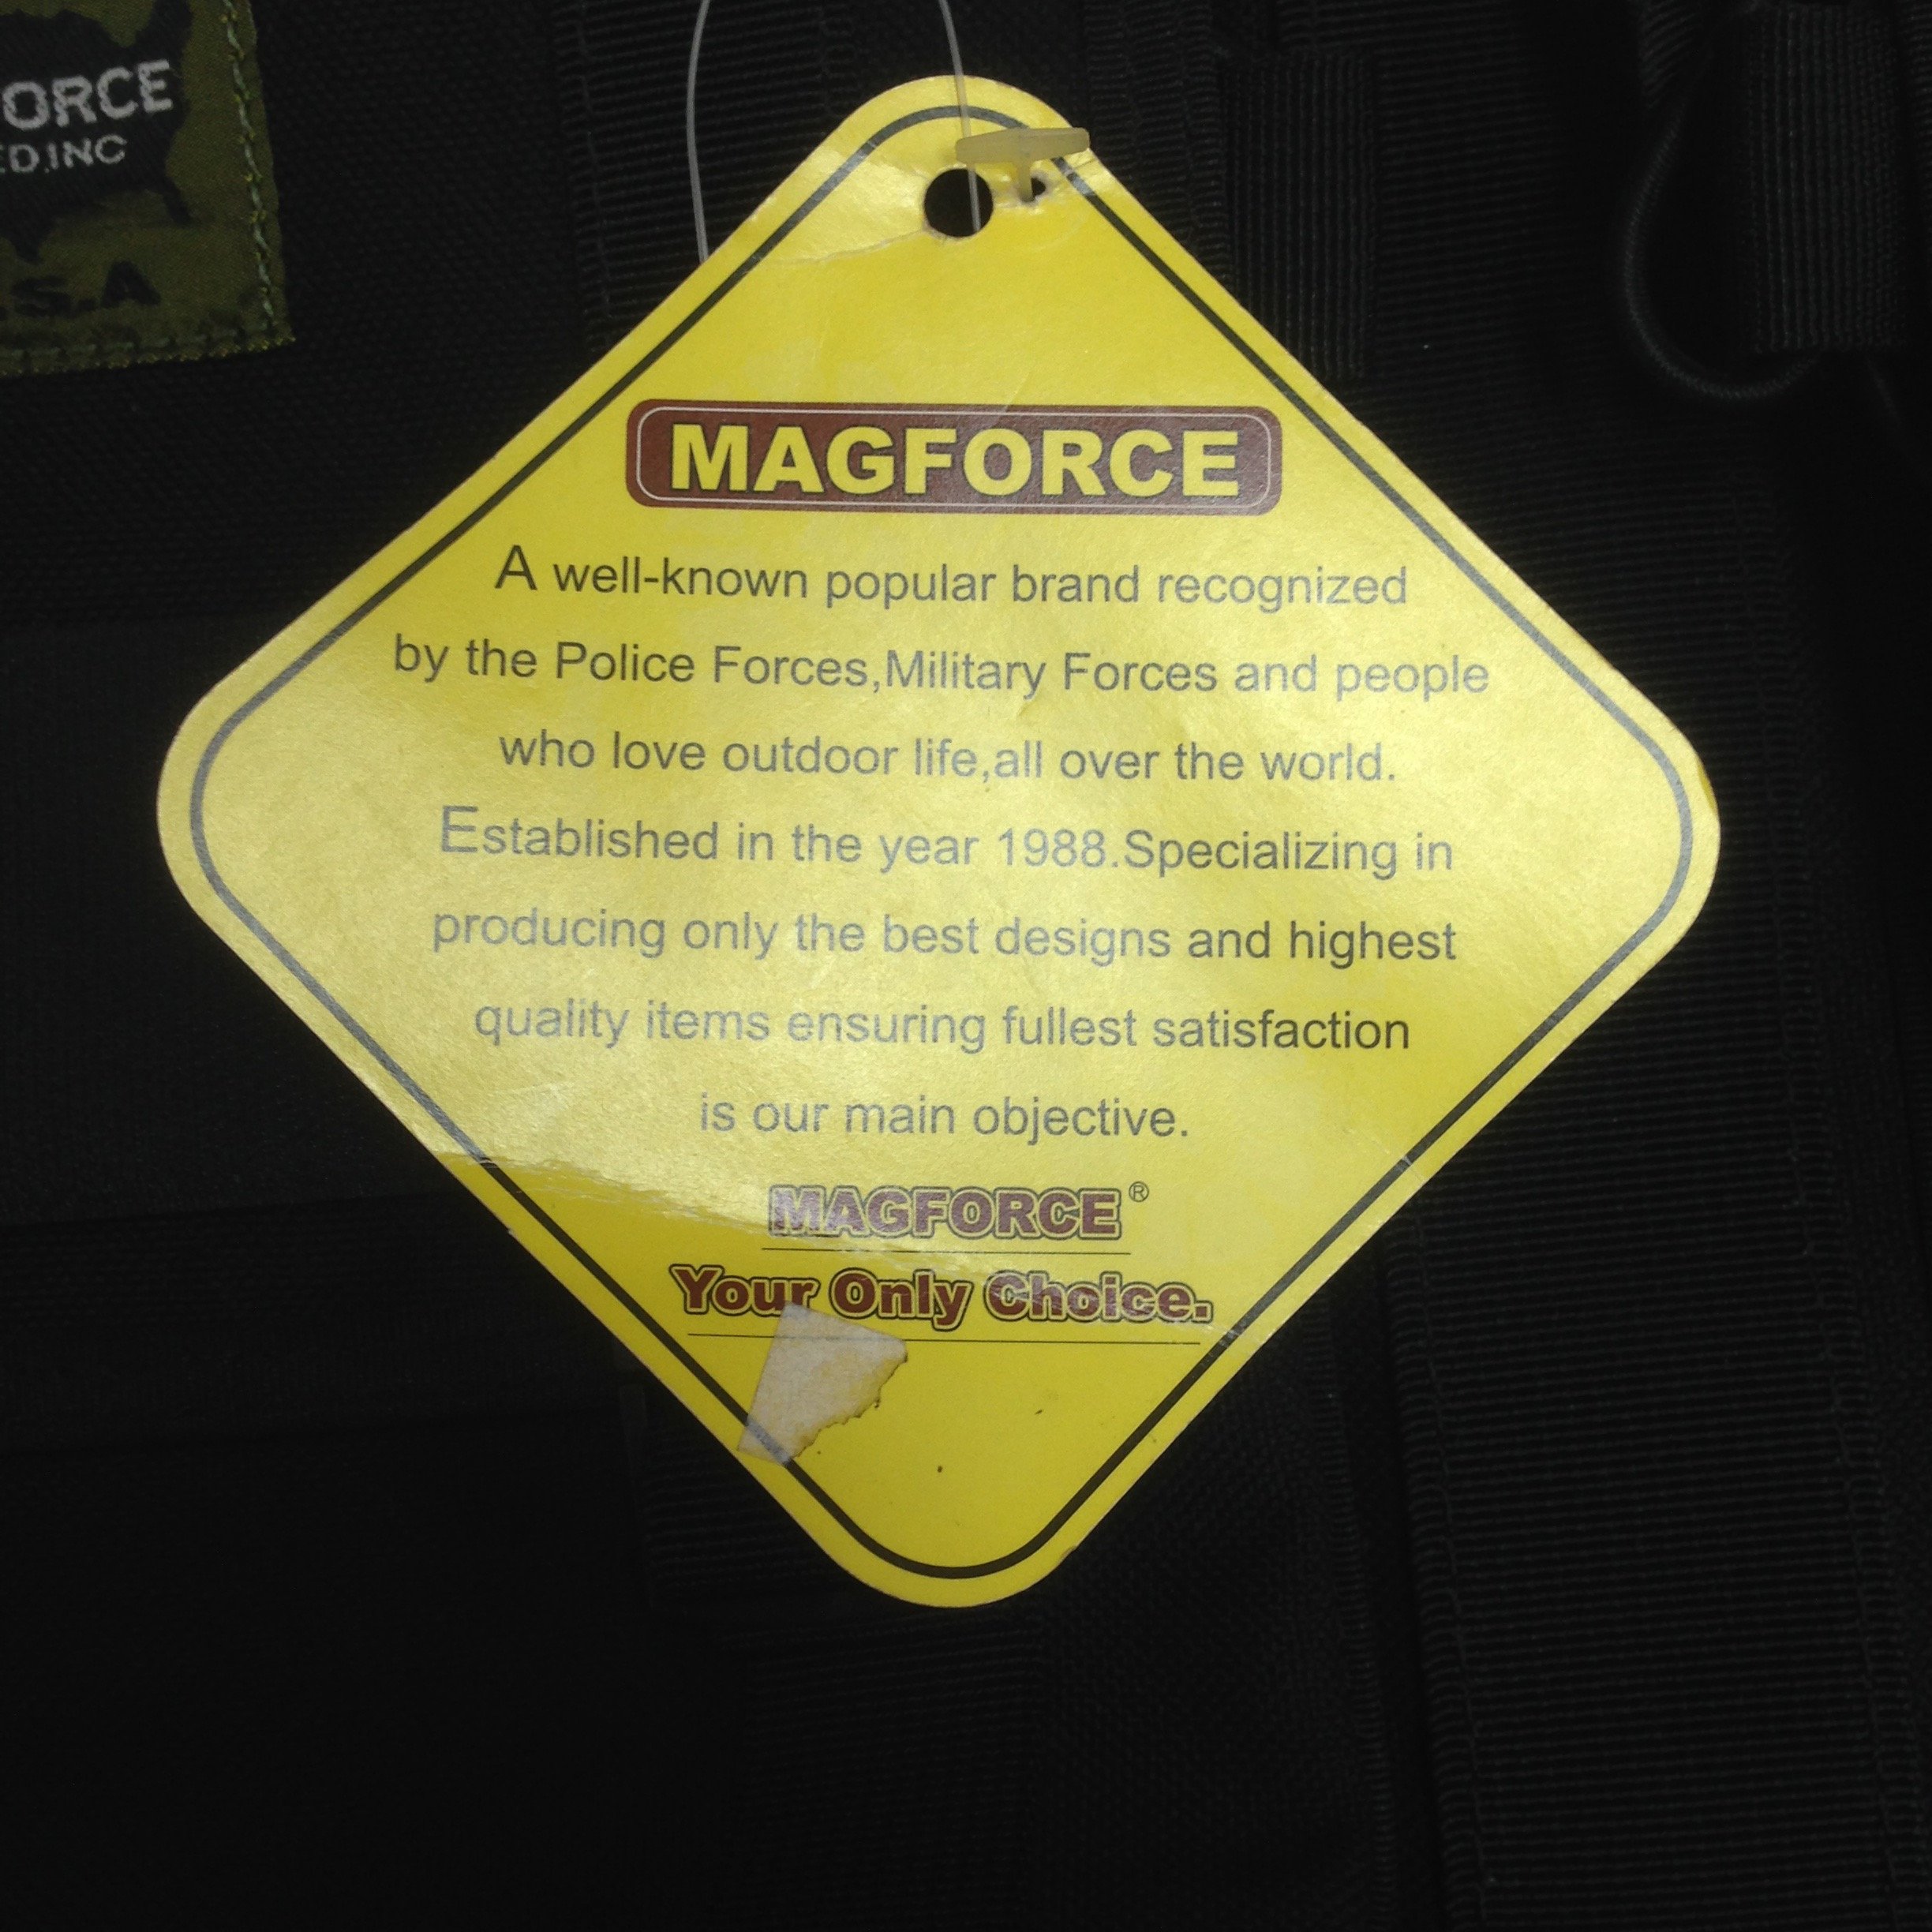 ORCE
ED.INC
.S.A
MAGFORCE
A well-known popular brand recognized
by the Police Forces,Military Forces and people
who love outdoor life,all over the world.
Established in the year 1988.Specializing in
producing only the best designs and highest
quality items ensuring fullest satisfaction
is our main objective.
MAGFORCE®
Your Only Choice.